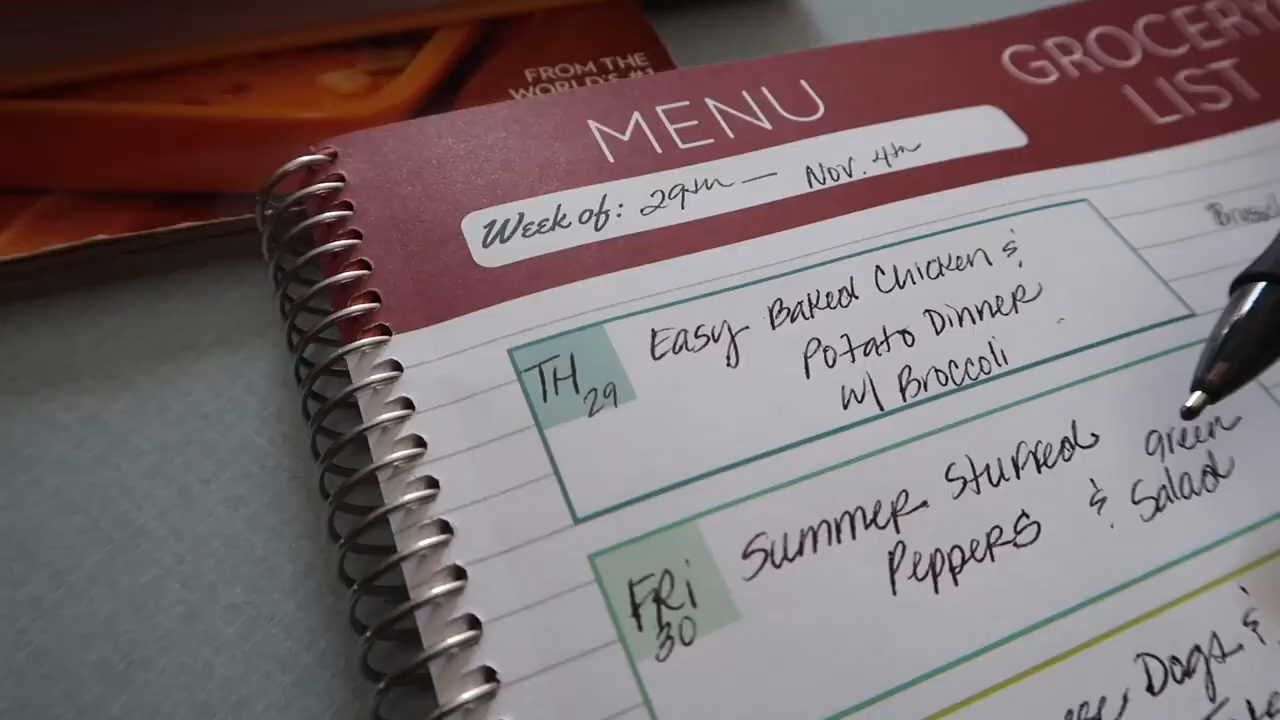 FROM THE
WORLD'S #1
MENU
GROCERY
LIST
Week of: 29th — Nov. 4th
TH 29
Easy Baked Chicken &
Potato Dinner
w/ Broccoli
FRi 30
Summer Stuffed
Peppers & green
Salad
Dogs &